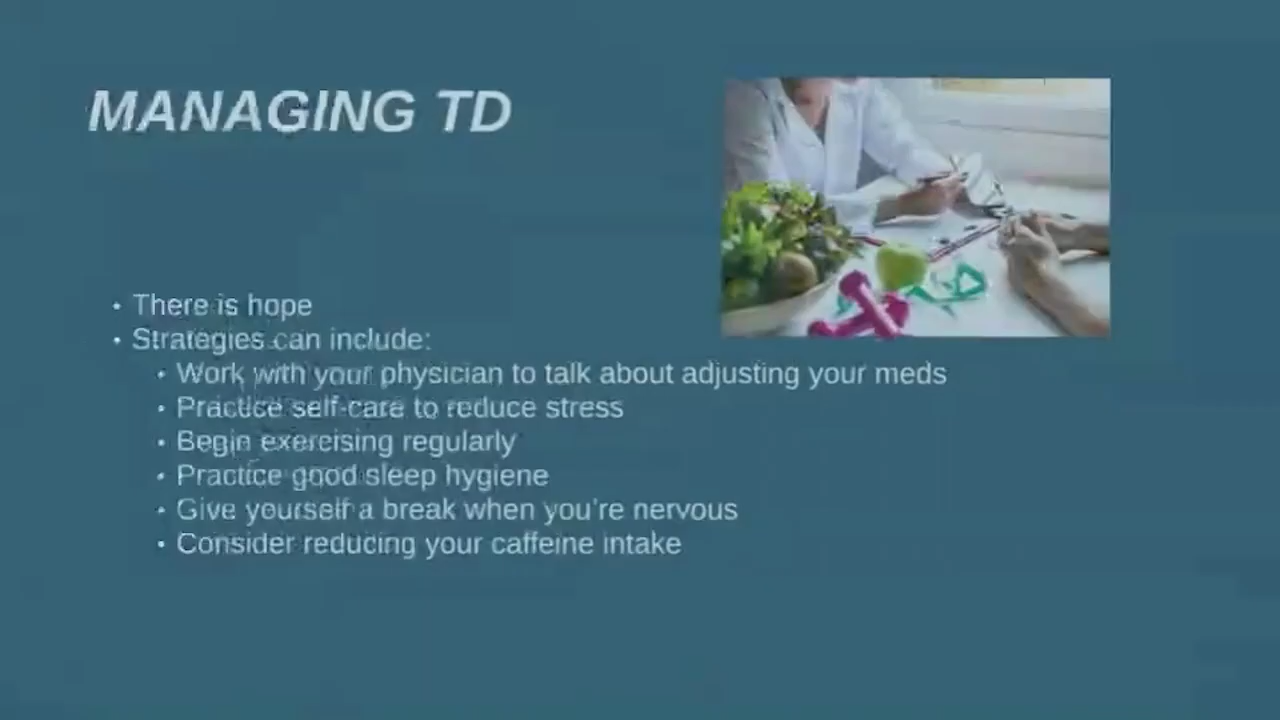 MANAGING TD
• There is hope
• Strategies can include:
• Work with your physician to talk about adjusting your meds
• Practice self-care to reduce stress
• Begin exercising regularly
• Practice good sleep hygiene
• Give yourself a break when you're nervous
• Consider reducing your caffeine intake